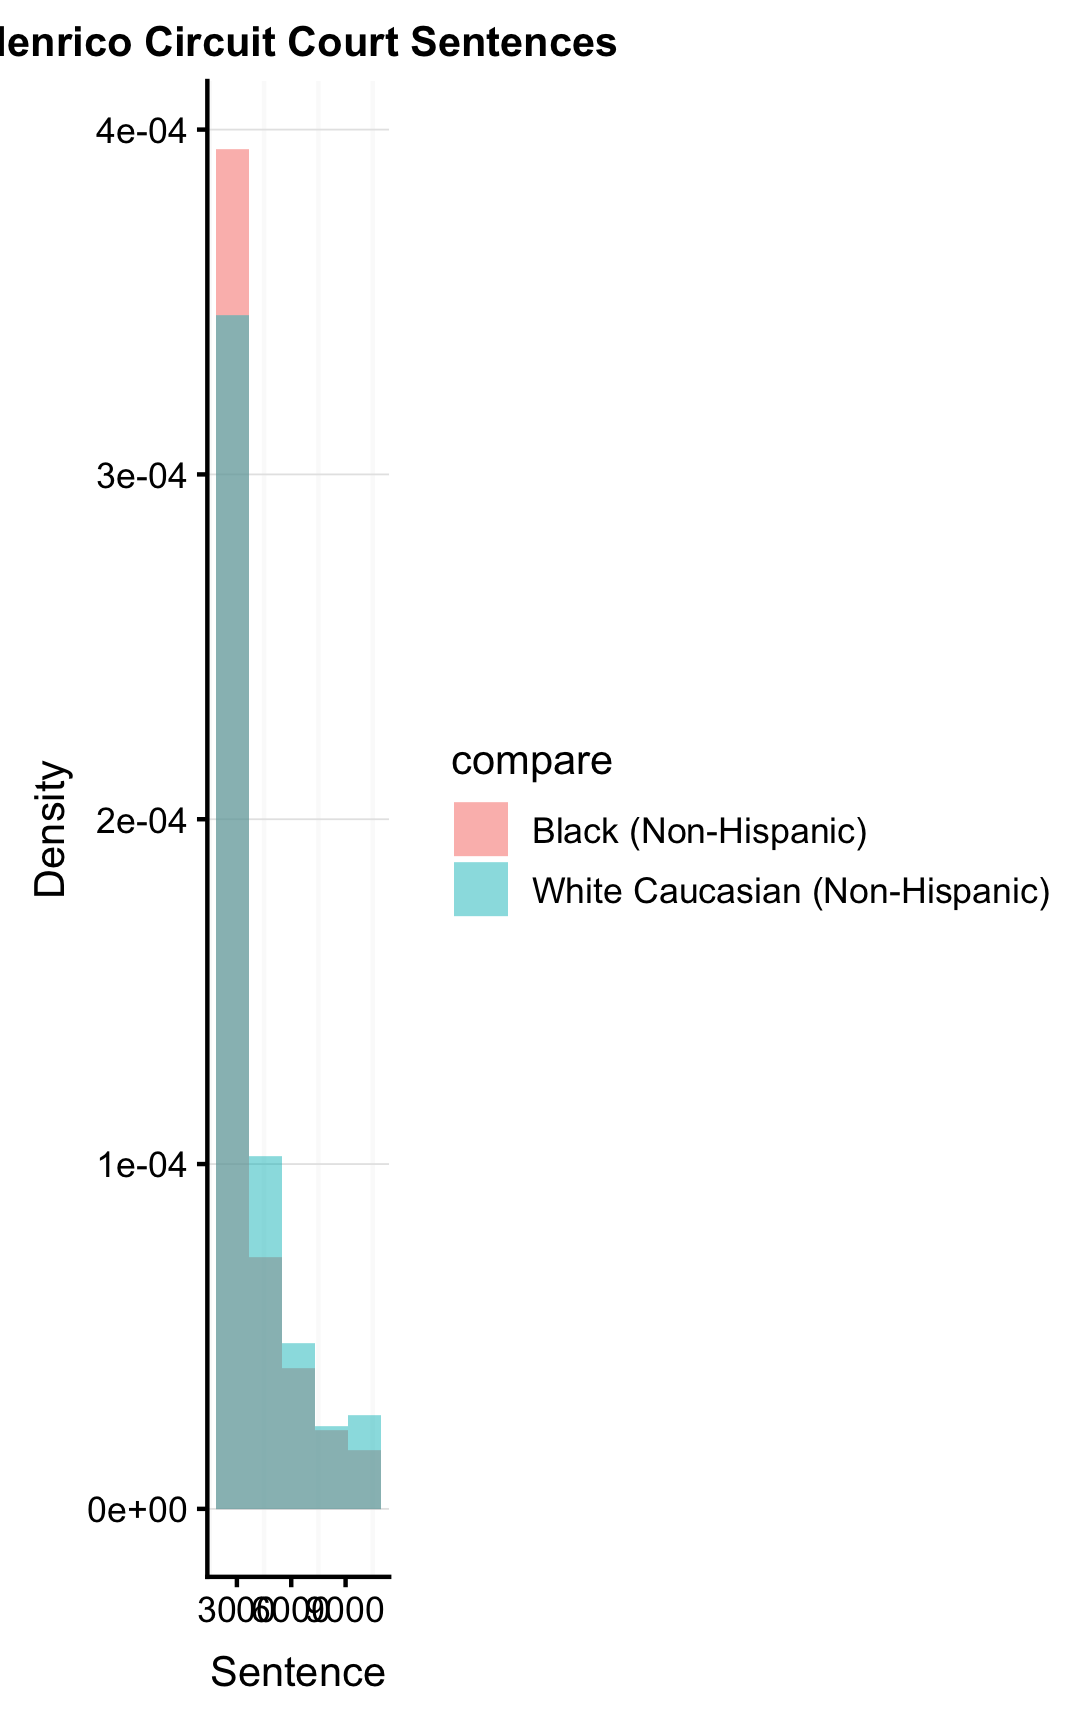 enrico Circuit Court Sentences
4e-04
3e-04
2e-04
1e-04
0e+00
Density
3000
6000
9000
Sentence
compare
Black (Non-Hispanic)
White Caucasian (Non-Hispanic)